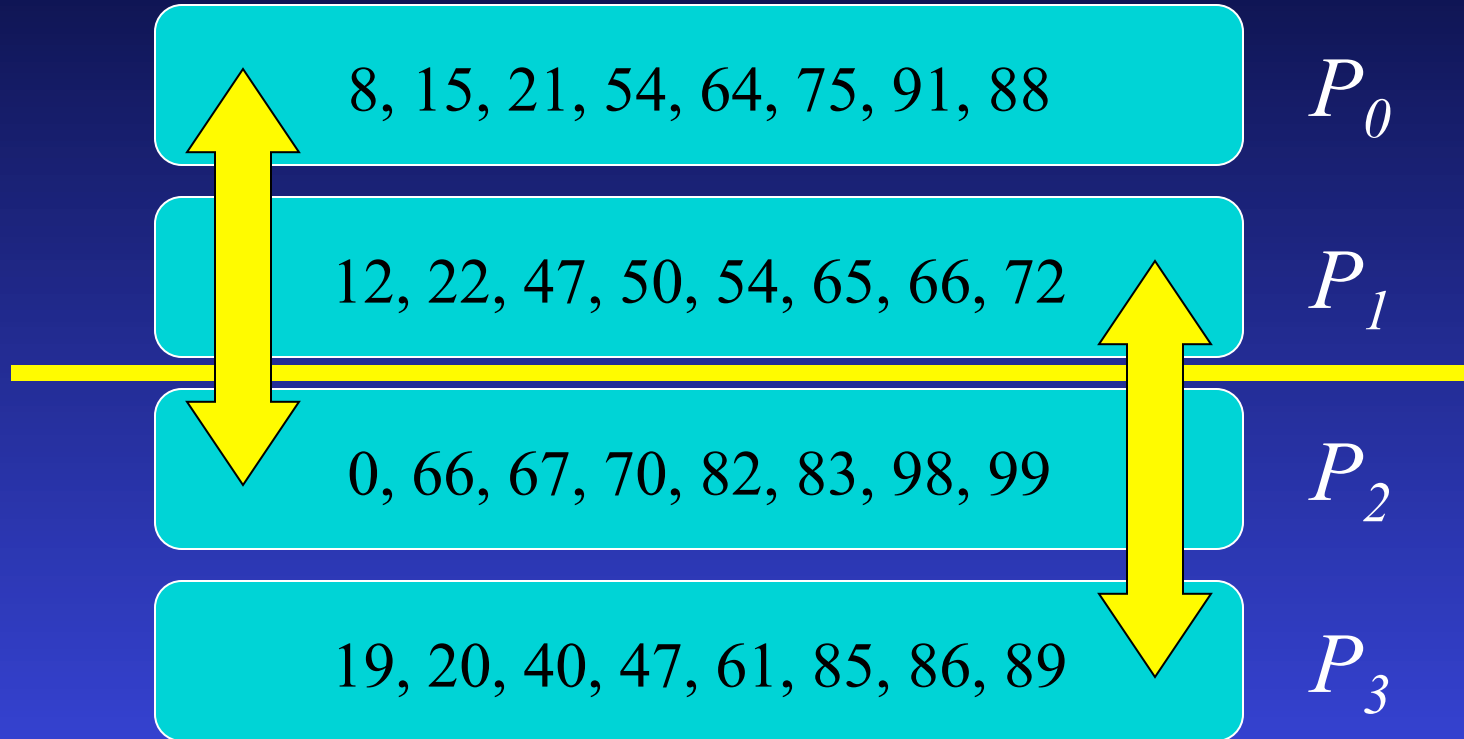 8, 15, 21, 54, 64, 75, 91, 88 P0
12, 22, 47, 50, 54, 65, 66, 72 P1
0, 66, 67, 70, 82, 83, 98, 99 P2
19, 20, 40, 47, 61, 85, 86, 89 P3